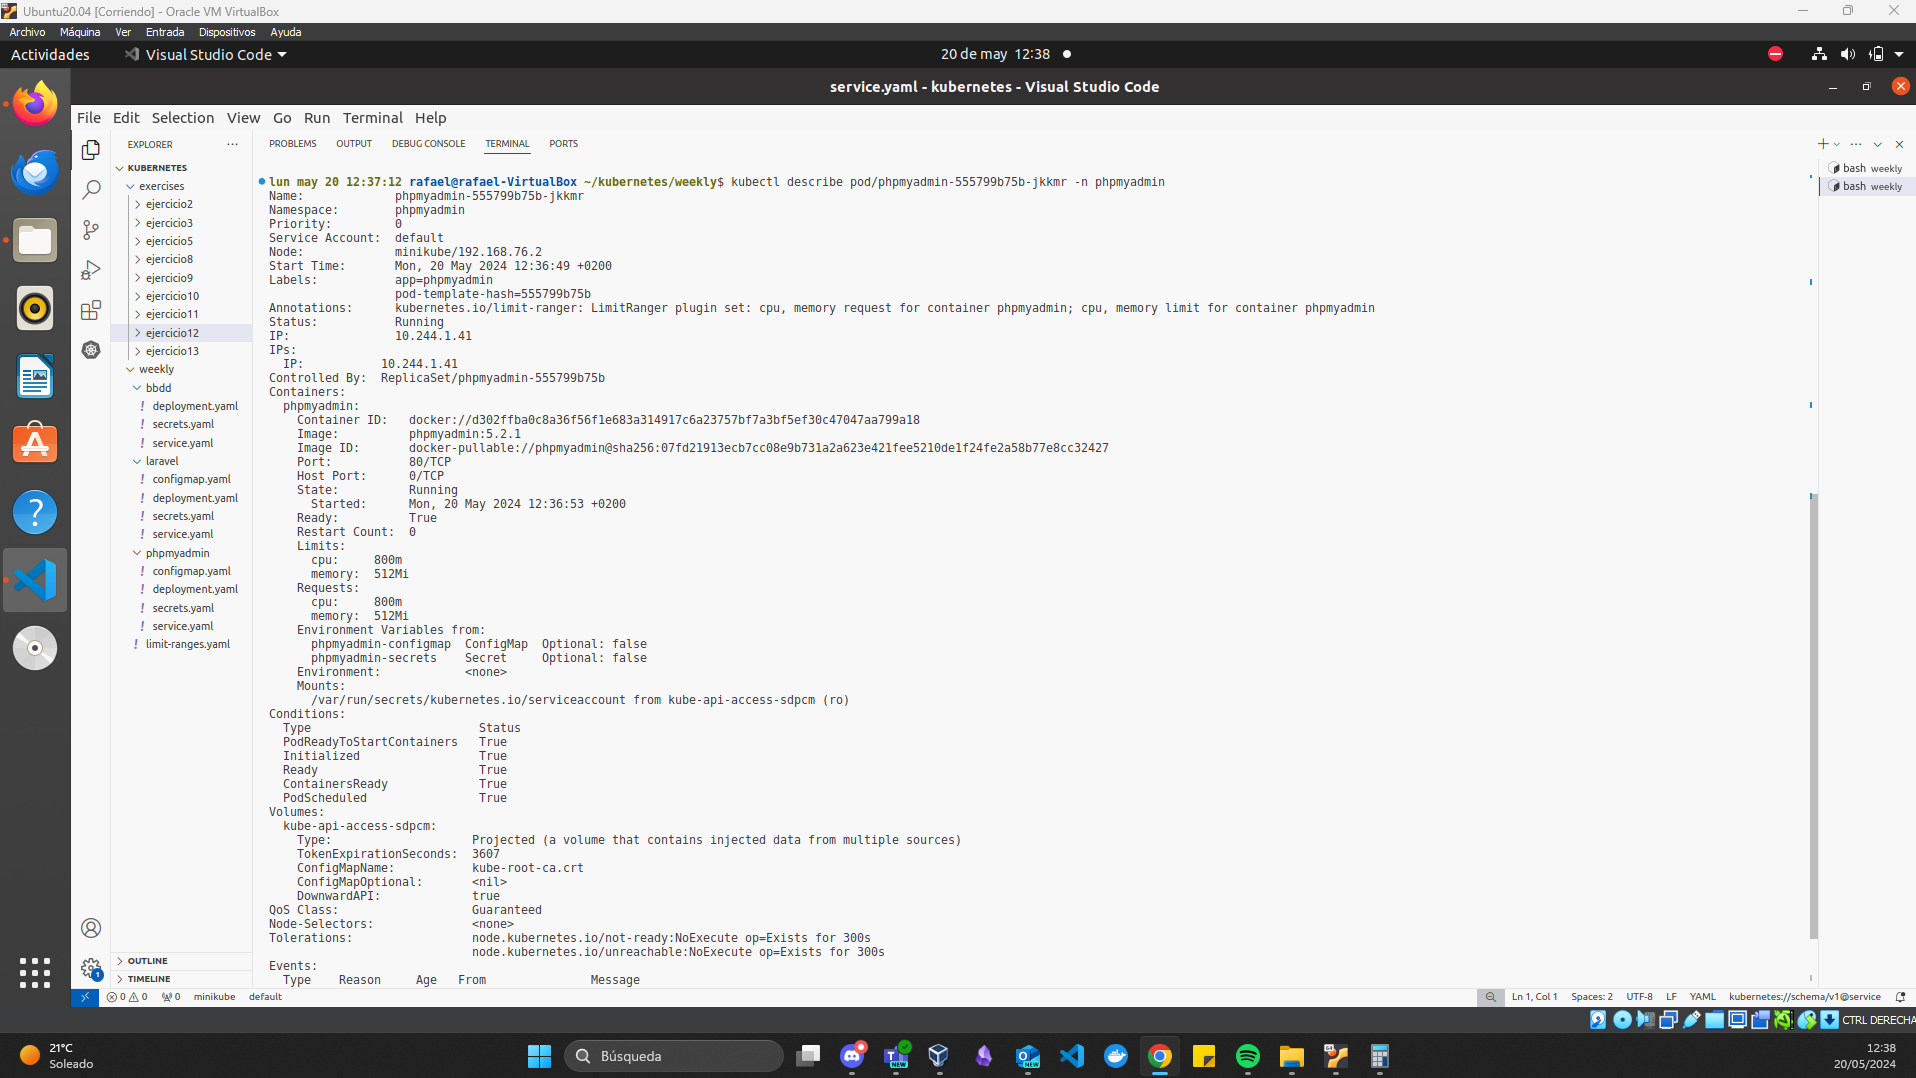 Ubuntu20.04 [Corriendo] - Oracle VM VirtualBox
Archivo Máquina Ver Entrada Dispositivos Ayuda
Actividades Visual Studio Code 20 de may 12:38
service.yaml - kubernetes - Visual Studio Code
File Edit Selection View Go Run Terminal Help
EXPLORER
KUBERNETES
exercises
ejercicio2
ejercicio3
ejercicio5
ejercicio8
ejercicio9
ejercicio10
ejercicio11
ejercicio12
ejercicio13
weekly
bbdd
! deployment.yaml
! secrets.yaml
! service.yaml
laravel
! configmap.yaml
! deployment.yaml
! secrets.yaml
! service.yaml
phpmyadmin
! configmap.yaml
! deployment.yaml
! secrets.yaml
! service.yaml
! limit-ranges.yaml
OUTLINE
TIMELINE
PROBLEMS OUTPUT DEBUG CONSOLE TERMINAL PORTS
bash weekly
bash weekly
lun may 20 12:37:12 rafael@rafael-VirtualBox ~/kubernetes/weekly$ kubectl describe pod/phpmyadmin-555799b75b-jkkmr -n phpmyadmin
Name: phpmyadmin-555799b75b-jkkmr
Namespace: phpmyadmin
Priority: 0
Service Account: default
Node: minikube/192.168.76.2
Start Time: Mon, 20 May 2024 12:36:49 +0200
Labels: app=phpmyadmin
pod-template-hash=555799b75b
Annotations: kubernetes.io/limit-ranger: LimitRanger plugin set: cpu, memory request for container phpmyadmin; cpu, memory limit for container phpmyadmin
Status: Running
IP: 10.244.1.41
IPs:
IP: 10.244.1.41
Controlled By: ReplicaSet/phpmyadmin-555799b75b
Containers:
phpmyadmin:
Container ID: docker://d302ffba0c8a36f56f1e683a314917c6a23757bf7a3bf5ef30c47047aa799a18
Image: phpmyadmin:5.2.1
Image ID: docker-pullable://phpmyadmin@sha256:07fd21913ecb7cc08e9b731a2a623e421fee5210de1f24fe2a58b77e8cc32427
Port: 80/TCP
Host Port: 0/TCP
State: Running
Started: Mon, 20 May 2024 12:36:53 +0200
Ready: True
Restart Count: 0
Limits:
cpu: 800m
memory: 512Mi
Requests:
cpu: 800m
memory: 512Mi
Environment Variables from:
phpmyadmin-configmap ConfigMap Optional: false
phpmyadmin-secrets Secret Optional: false
Environment: <none>
Mounts:
/var/run/secrets/kubernetes.io/serviceaccount from kube-api-access-sdpcm (ro)
Conditions:
Type Status
PodReadyToStartContainers True
Initialized True
Ready True
ContainersReady True
PodScheduled True
Volumes:
kube-api-access-sdpcm:
Type: Projected (a volume that contains injected data from multiple sources)
TokenExpirationSeconds: 3607
ConfigMapName: kube-root-ca.crt
ConfigMapOptional: <nil>
DownwardAPI: true
QoS Class: Guaranteed
Node-Selectors: <none>
Tolerations: node.kubernetes.io/not-ready:NoExecute op=Exists for 300s
node.kubernetes.io/unreachable:NoExecute op=Exists for 300s
Events:
Type Reason Age From Message
0 0 0 minikube default Ln 1, Col 1 Spaces: 2 UTF-8 LF YAML kubernetes://schema/v1@service
CTRL DERECHA
21°C
Soleado
Búsqueda
12:38
20/05/2024